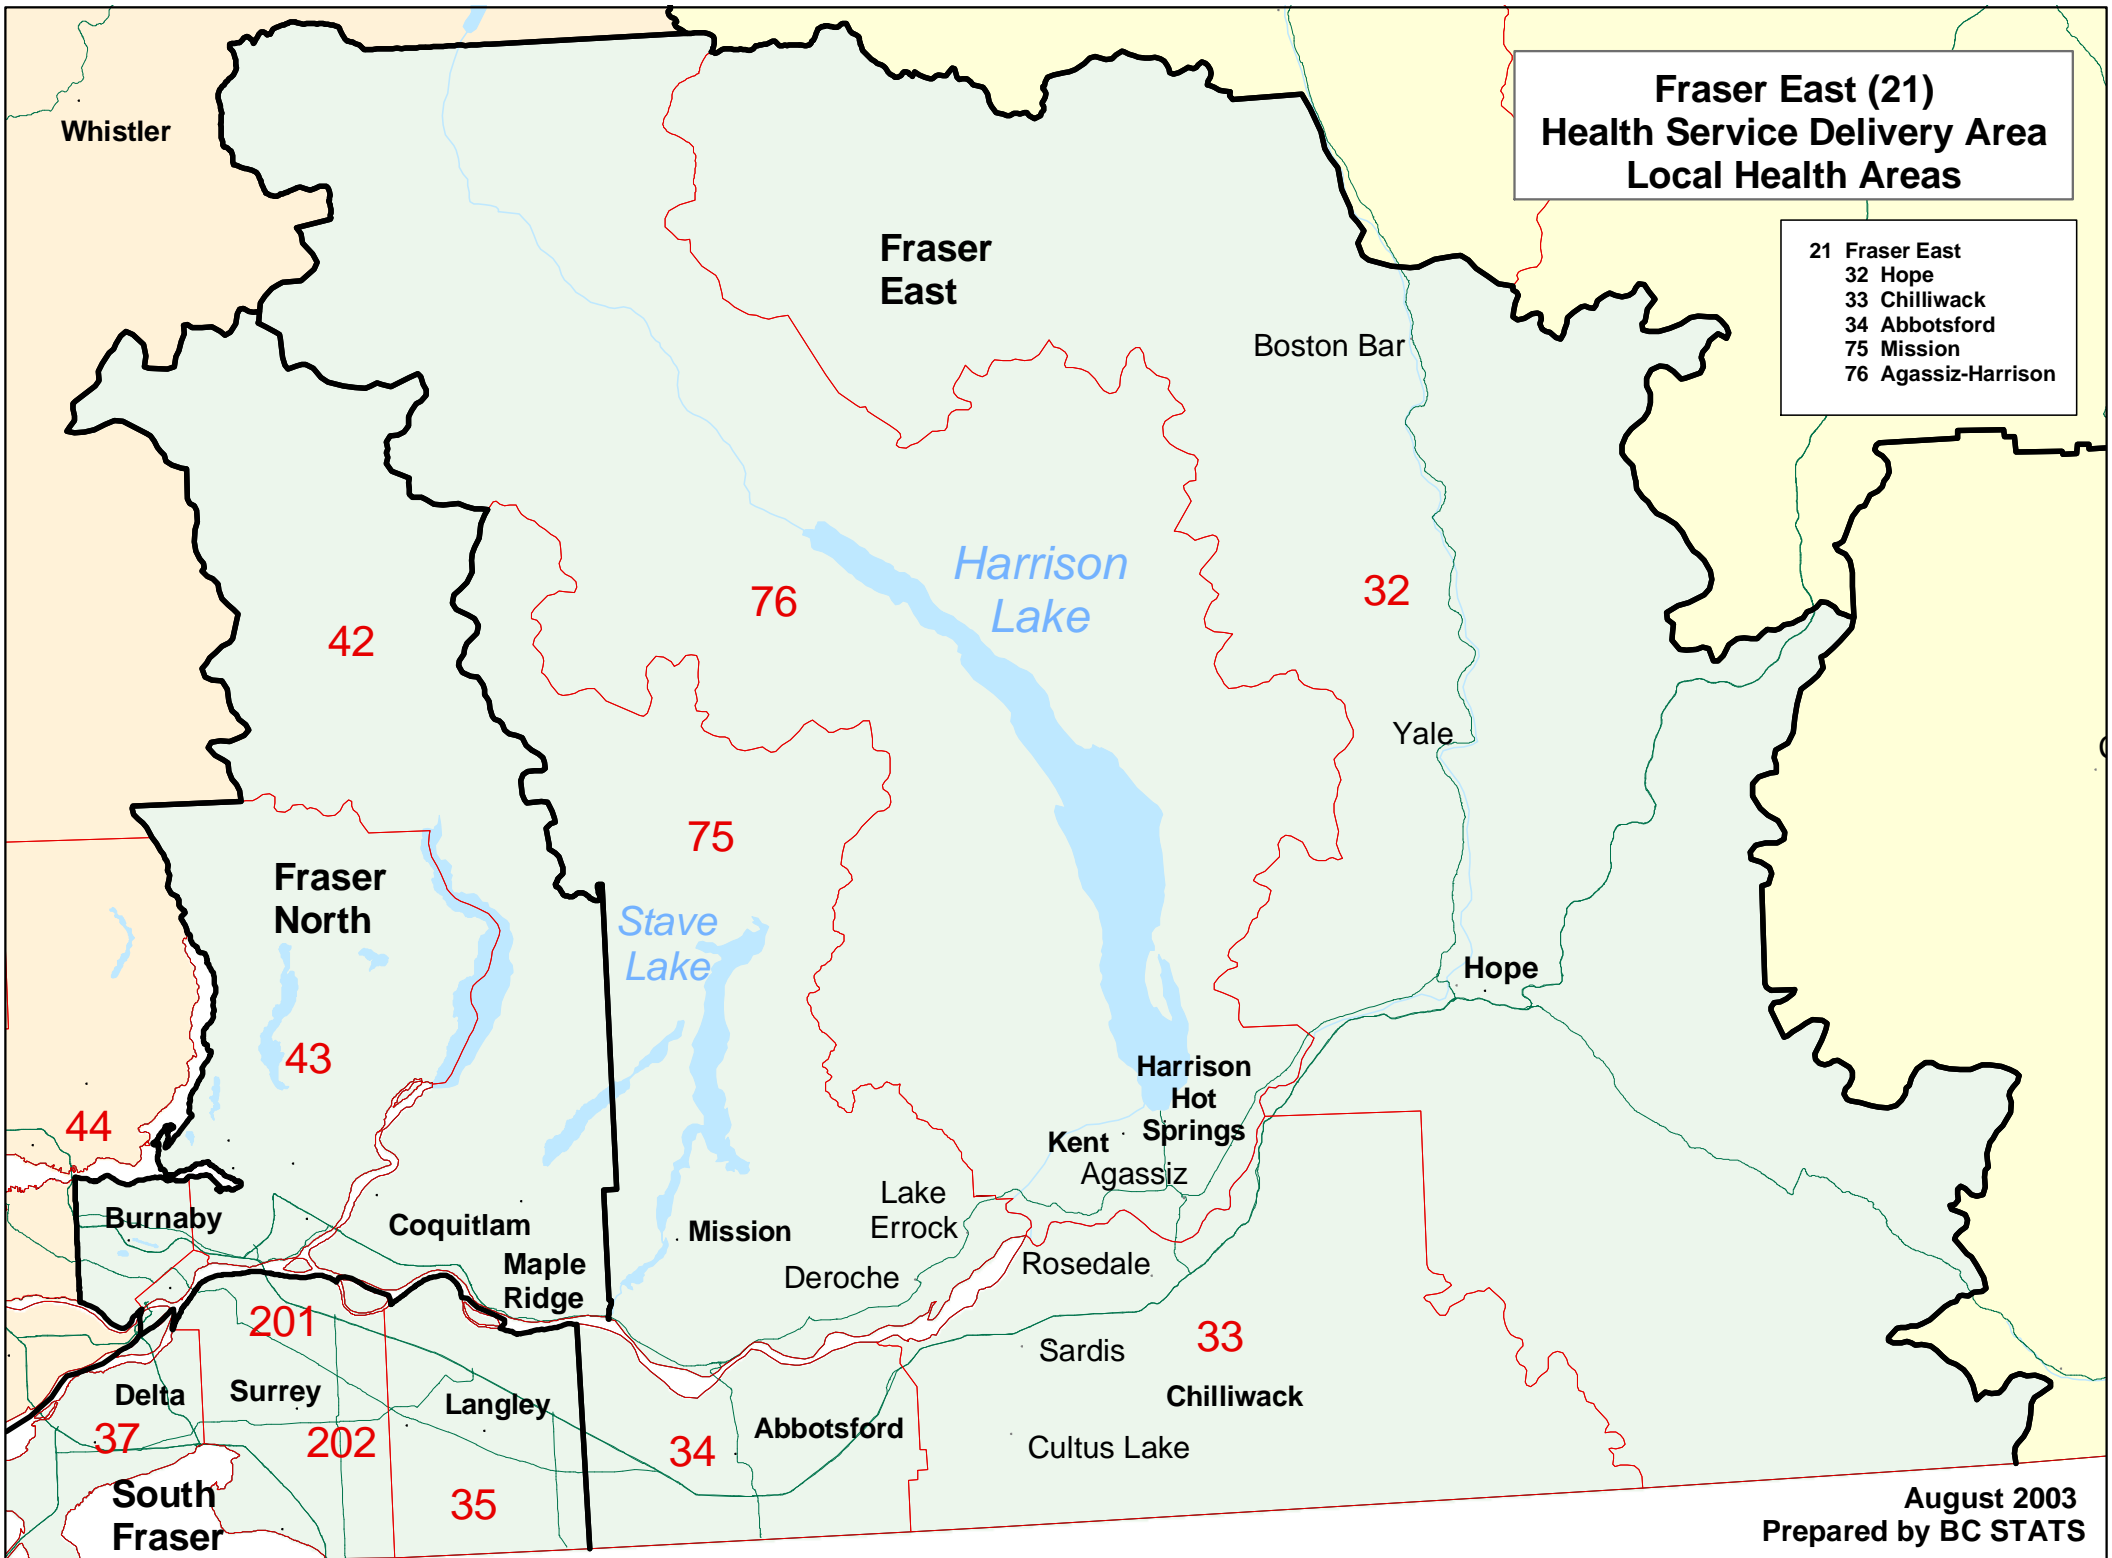 Fraser East (21)
Health Service Delivery Area
Local Health Areas
21 Fraser East
32 Hope
33 Chilliwack
34 Abbotsford
75 Mission
76 Agassiz-Harrison
Whistler
Fraser
East
Boston Bar
Harrison
Lake
76
32
42
Yale
75
Fraser
North
Stave
Lake
Hope
43
Harrison
Hot
Springs
44
Kent
Agassiz
Lake
Errock
Burnaby
Coquitlam
Mission
Maple
Ridge
Deroche
Rosedale
201
33
Sardis
Delta
Surrey
Langley
Chilliwack
Abbotsford
37
202
34
Cultus Lake
South
Fraser
35
August 2003
Prepared by BC STATS